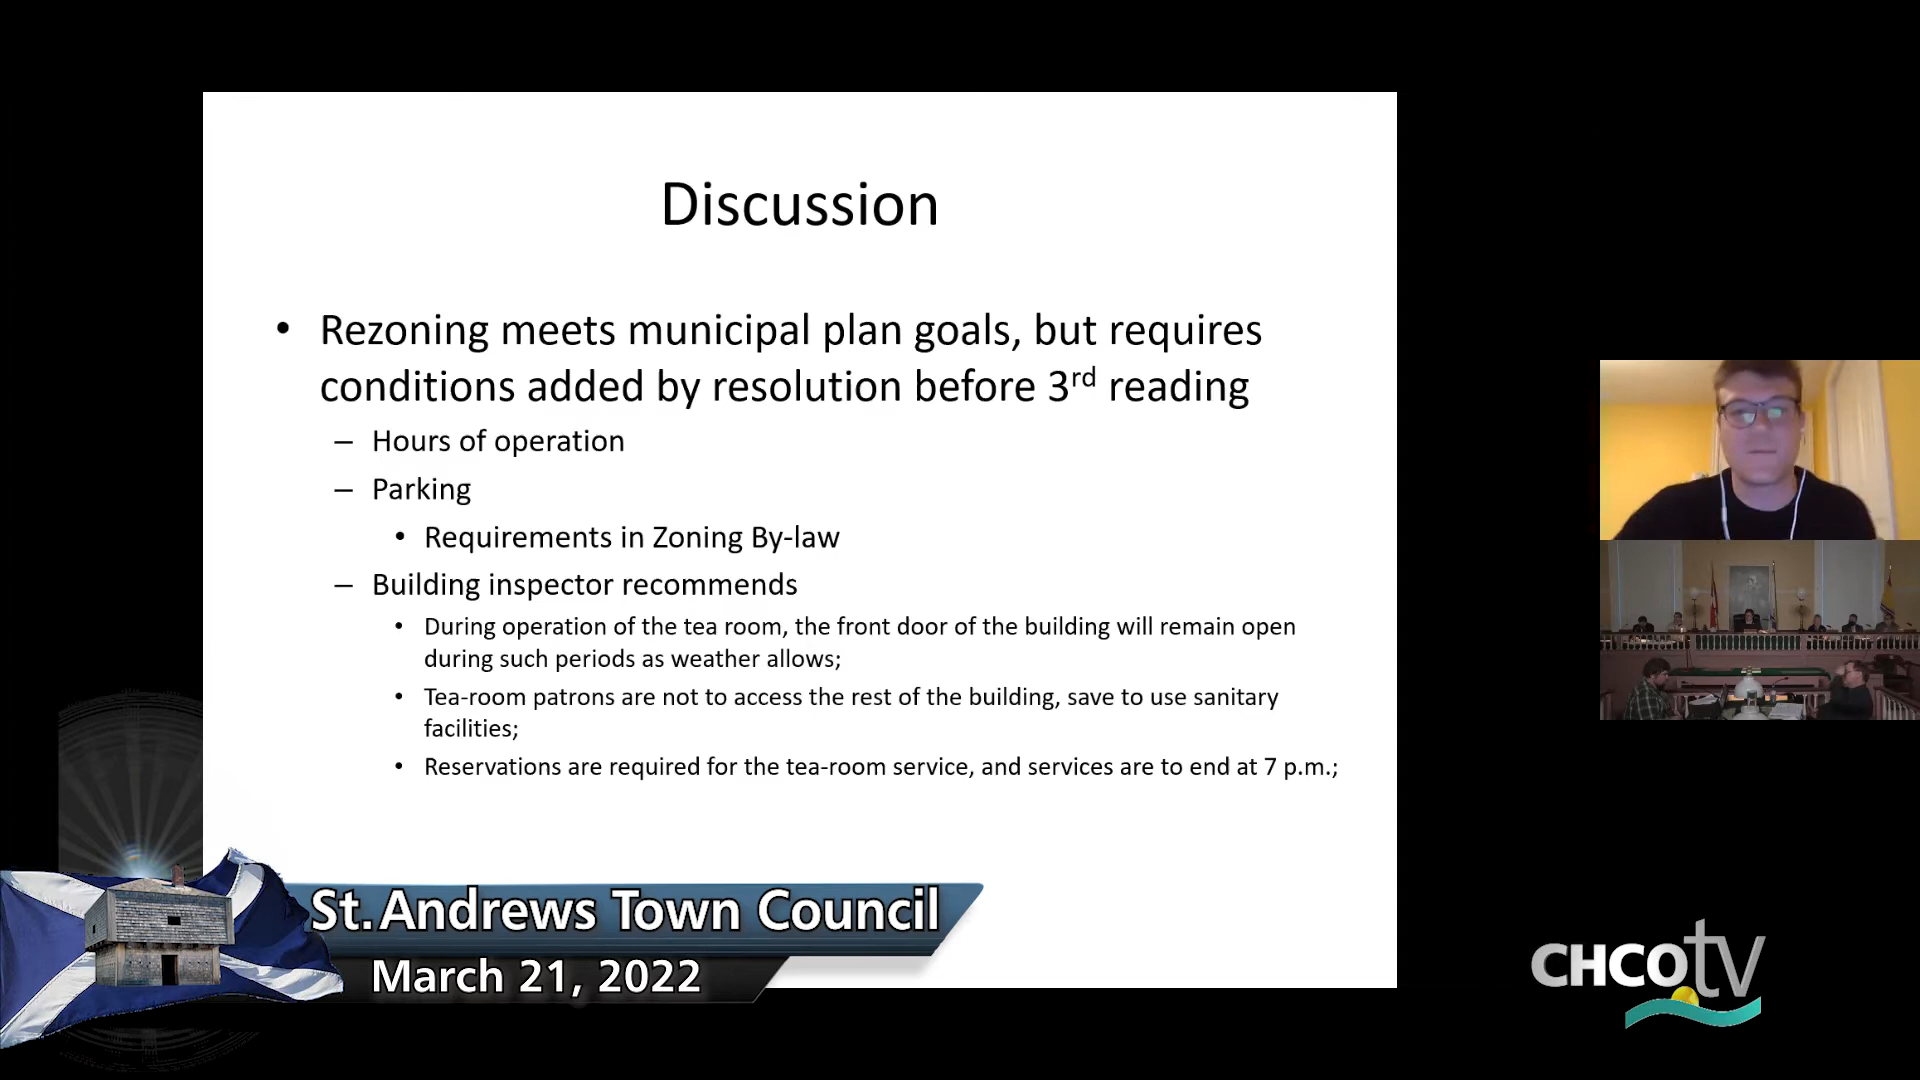 Discussion
• Rezoning meets municipal plan goals, but requires
conditions added by resolution before 3rd reading
– Hours of operation
– Parking
• Requirements in Zoning By-law
– Building inspector recommends
• During operation of the tea room, the front door of the building will remain open
during such periods as weather allows;
• Tea-room patrons are not to access the rest of the building, save to use sanitary
facilities;
• Reservations are required for the tea-room service, and services are to end at 7 p.m.;
St. Andrews Town Council
March 21, 2022
CHCO.tv